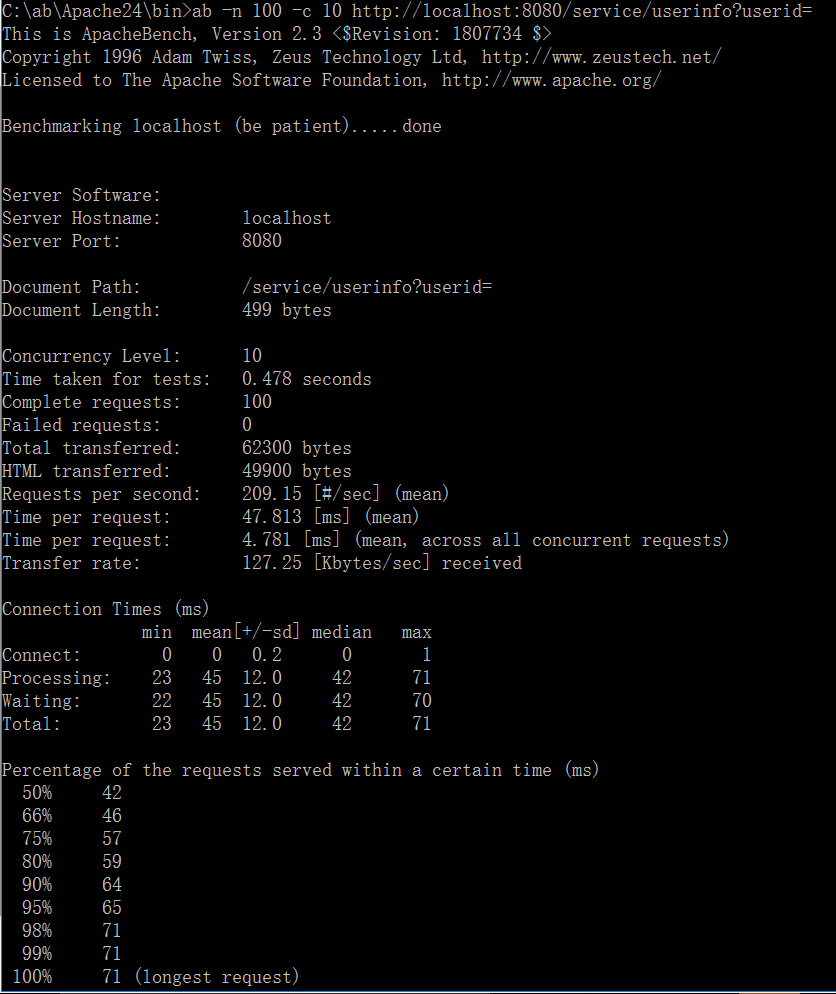 C:\ab\Apache24\bin>ab -n 100 -c 10 http://localhost:8080/service/userinfo?userid=
This is ApacheBench, Version 2.3 <$Revision: 1807734 $>
Copyright 1996 Adam Twiss, Zeus Technology Ltd, http://www.zeustech.net/
Licensed to The Apache Software Foundation, http://www.apache.org/
Benchmarking localhost (be patient).....done
Server Software:
Server Hostname: localhost
Server Port: 8080
Document Path: /service/userinfo?userid=
Document Length: 499 bytes
Concurrency Level: 10
Time taken for tests: 0.478 seconds
Complete requests: 100
Failed requests: 0
Total transferred: 62300 bytes
HTML transferred: 49900 bytes
Requests per second: 209.15 [#/sec] (mean)
Time per request: 47.813 [ms] (mean)
Time per request: 4.781 [ms] (mean, across all concurrent requests)
Transfer rate: 127.25 [Kbytes/sec] received
Connection Times (ms)
min mean[+/-sd] median max
Connect: 0 0 0.2 0 1
Processing: 23 45 12.0 42 71
Waiting: 22 45 12.0 42 70
Total: 23 45 12.0 42 71
Percentage of the requests served within a certain time (ms)
50% 42
66% 46
75% 57
80% 59
90% 64
95% 65
98% 71
99% 71
100% 71 (longest request)